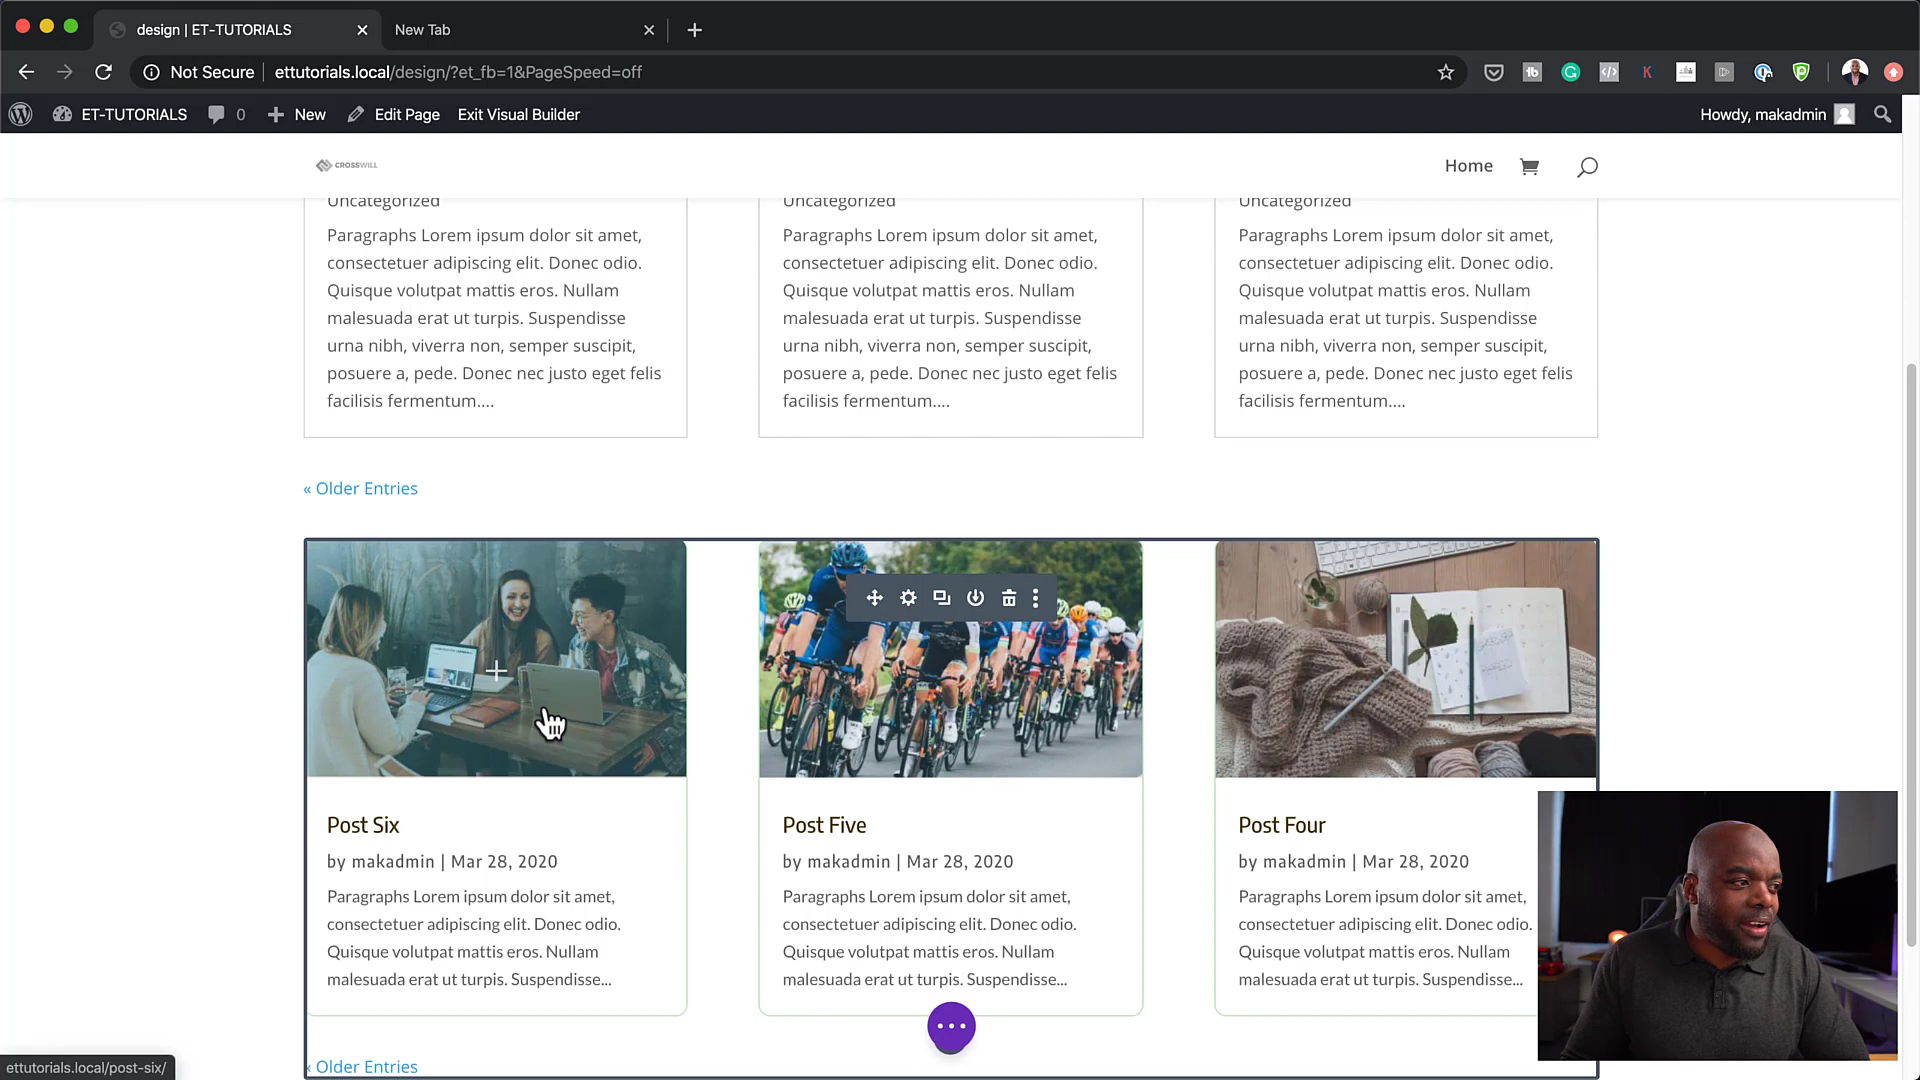 design | ET-TUTORIALS
New Tab
Not Secure
ettutorials.local/design/?et_fb=1&PageSpeed=off
ET-TUTORIALS
0
New
Edit Page
Exit Visual Builder
Howdy, makadmin
CROSSWILL
Home
Uncategorized
Paragraphs Lorem ipsum dolor sit amet,
consectetuer adipiscing elit. Donec odio.
Quisque volutpat mattis eros. Nullam
malesuada erat ut turpis. Suspendisse
urna nibh, viverra non, semper suscipit,
posuere a, pede. Donec nec justo eget felis
facilisis fermentum....
Uncategorized
Paragraphs Lorem ipsum dolor sit amet,
consectetuer adipiscing elit. Donec odio.
Quisque volutpat mattis eros. Nullam
malesuada erat ut turpis. Suspendisse
urna nibh, viverra non, semper suscipit,
posuere a, pede. Donec nec justo eget felis
facilisis fermentum....
Uncategorized
Paragraphs Lorem ipsum dolor sit amet,
consectetuer adipiscing elit. Donec odio.
Quisque volutpat mattis eros. Nullam
malesuada erat ut turpis. Suspendisse
urna nibh, viverra non, semper suscipit,
posuere a, pede. Donec nec justo eget felis
facilisis fermentum....
« Older Entries
Post Six
by makadmin | Mar 28, 2020
Paragraphs Lorem ipsum dolor sit amet,
consectetuer adipiscing elit. Donec odio.
Quisque volutpat mattis eros. Nullam
malesuada erat ut turpis. Suspendisse...
Post Five
by makadmin | Mar 28, 2020
Paragraphs Lorem ipsum dolor sit amet,
consectetuer adipiscing elit. Donec odio.
Quisque volutpat mattis eros. Nullam
malesuada erat ut turpis. Suspendisse...
Post Four
by makadmin | Mar 28, 2020
Paragraphs Lorem ipsum dolor sit amet,
consectetuer adipiscing elit. Donec odio.
Quisque volutpat mattis eros. Nullam
malesuada erat ut turpis. Suspendisse...
« Older Entries
ettutorials.local/post-six/